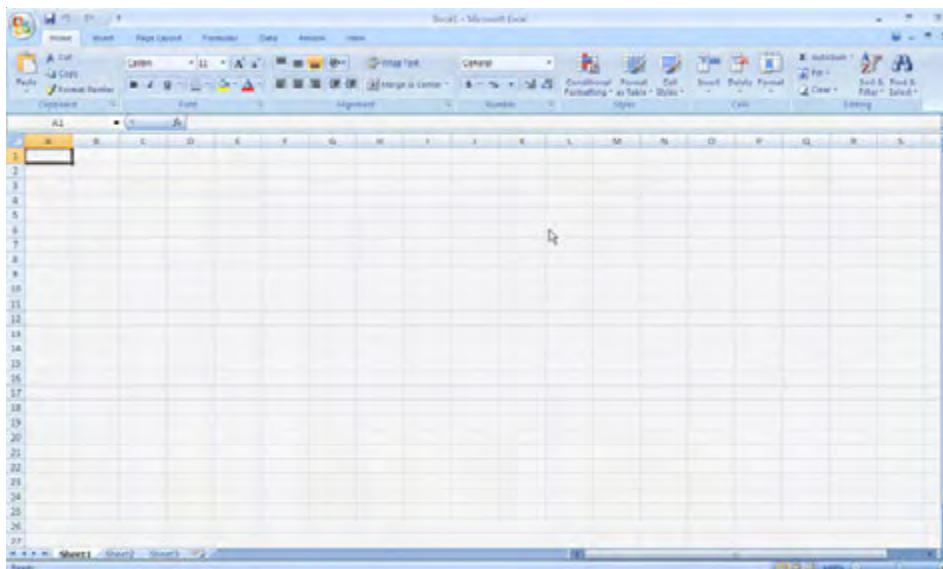 Book1 - Microsoft Excel
Home Insert Page Layout Formulas Data Review View
Cut
Copy
Paste
Format Painter
Calibri 11 A A
Wrap Text
Merge & Center
General
Conditional Formatting
Format as Table
Cell Styles
Insert Delete Format
AutoSum
Fill
Clear
Sort & Filter
Find & Select
Clipboard Font Alignment Number Styles Cells Editing
A1 fx
A B C D E F G H I J K L M N O P Q R S
1
2
3
4
5
6
7
8
9
10
11
12
13
14
15
16
17
18
19
20
21
22
23
24
25
26
27
Sheet1 Sheet2 Sheet3
Ready 100%